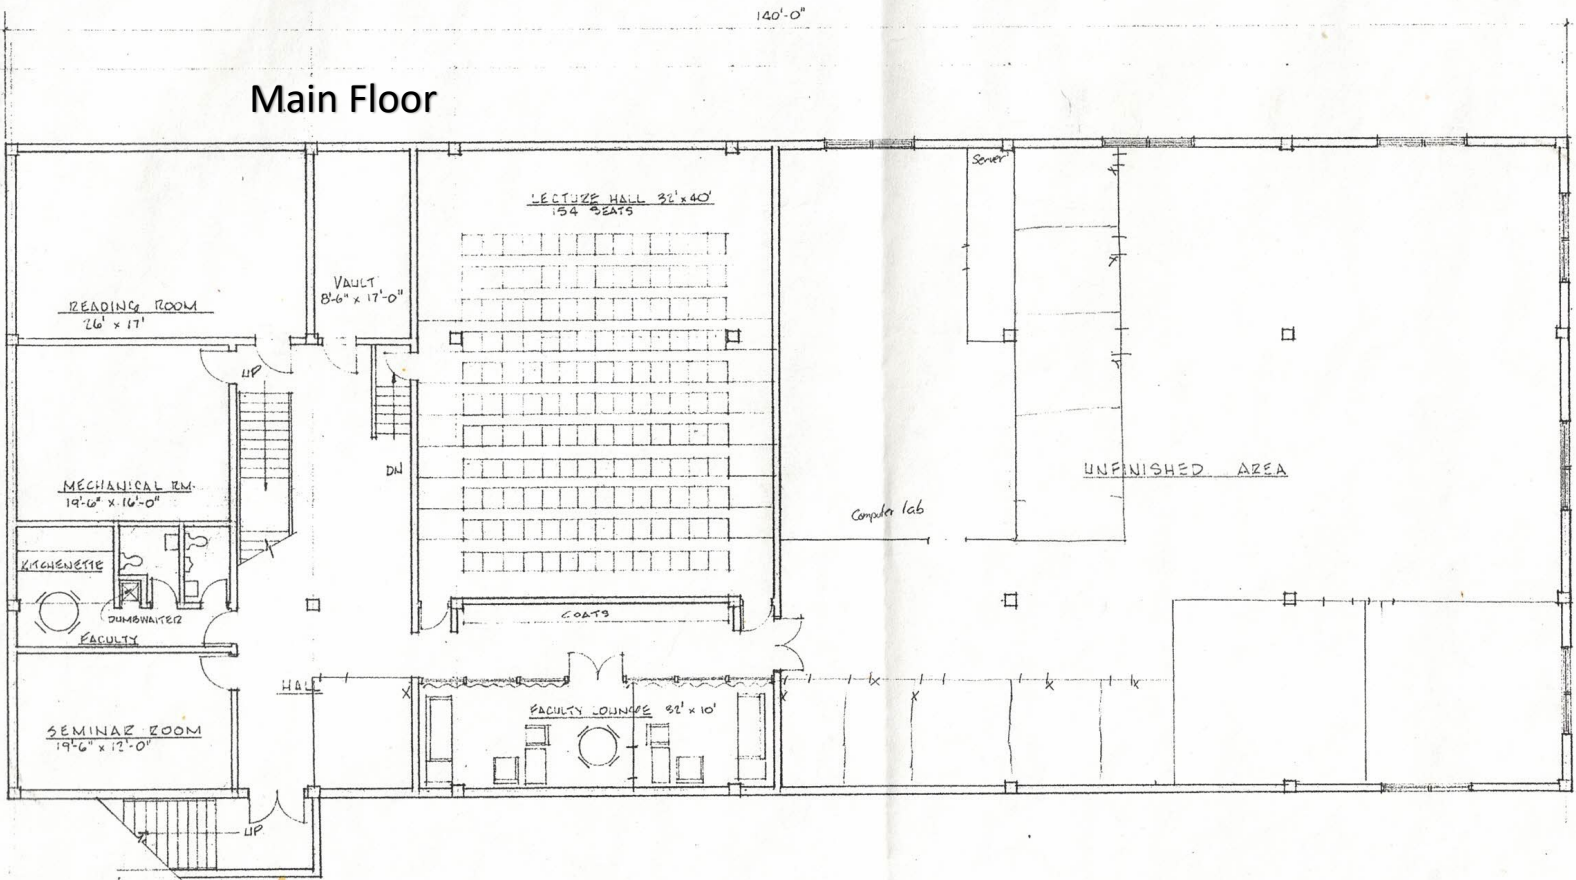 140'-0"
Main Floor
Server
LECTURE HALL 32'x40'
154 SEATS
VAULT
8'-6" x 17'-0"
READING ROOM
26' x 17'
UP
DN
UNFINISHED AREA
MECHANICAL RM.
19'-6" x 16'-0"
Computer lab
KITCHENETTE
DUMBWAITER
COATS
FACULTY
HALL
FACULTY LOUNGE 32' x 10'
SEMINAR ROOM
19'-6" x 12'-0"
UP